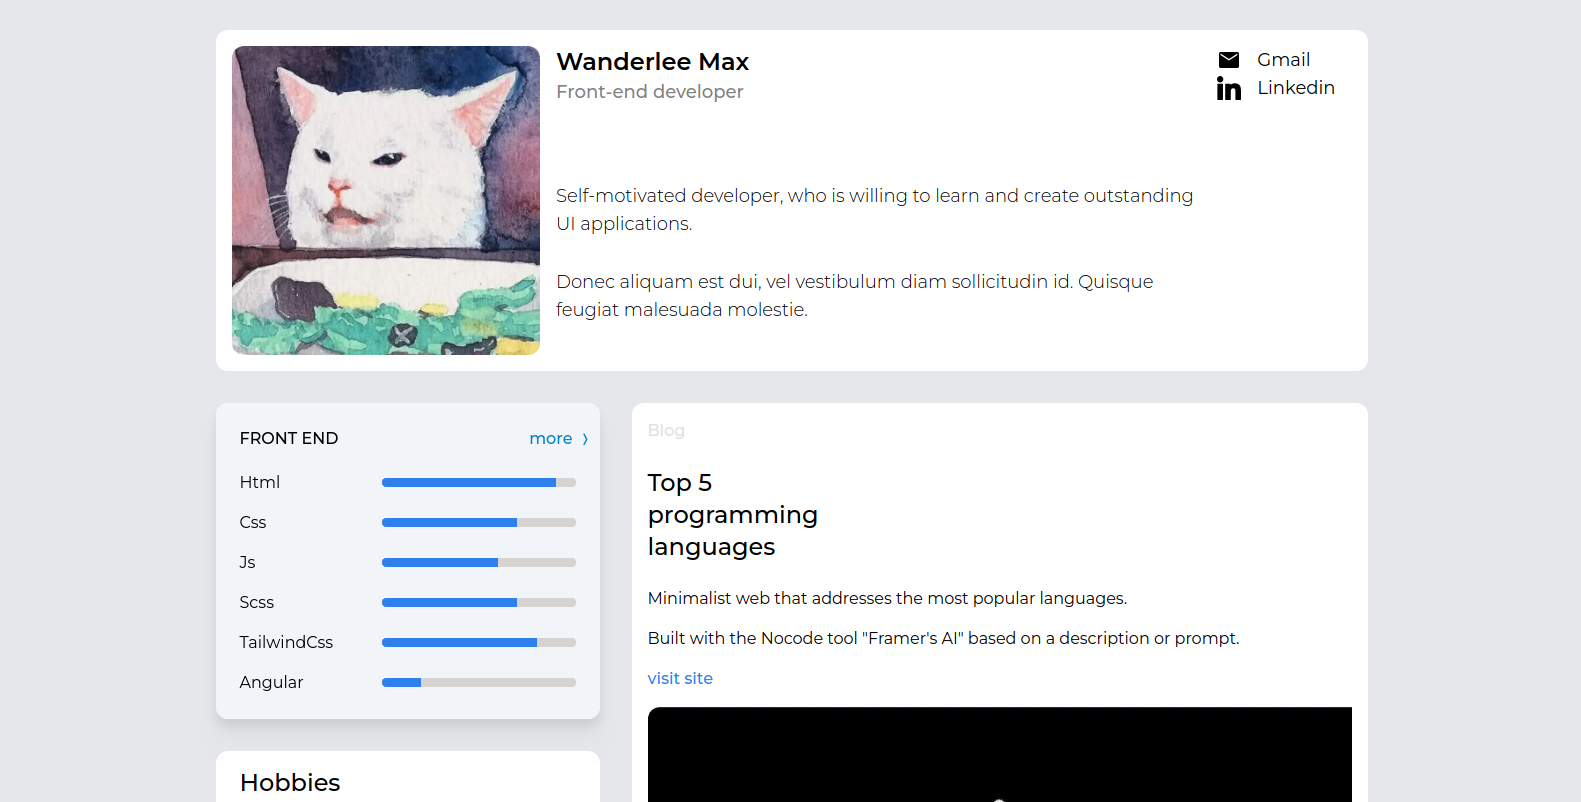 Wanderlee Max
Front-end developer
Gmail
Linkedin
Self-motivated developer, who is willing to learn and create outstanding
UI applications.
Donec aliquam est dui, vel vestibulum diam sollicitudin id. Quisque
feugiat malesuada molestie.
FRONT END
more
Html
Css
Js
Scss
TailwindCss
Angular
Hobbies
Blog
Top 5
programming
languages
Minimalist web that addresses the most popular languages.
Built with the Nocode tool "Framer's AI" based on a description or prompt.
visit site